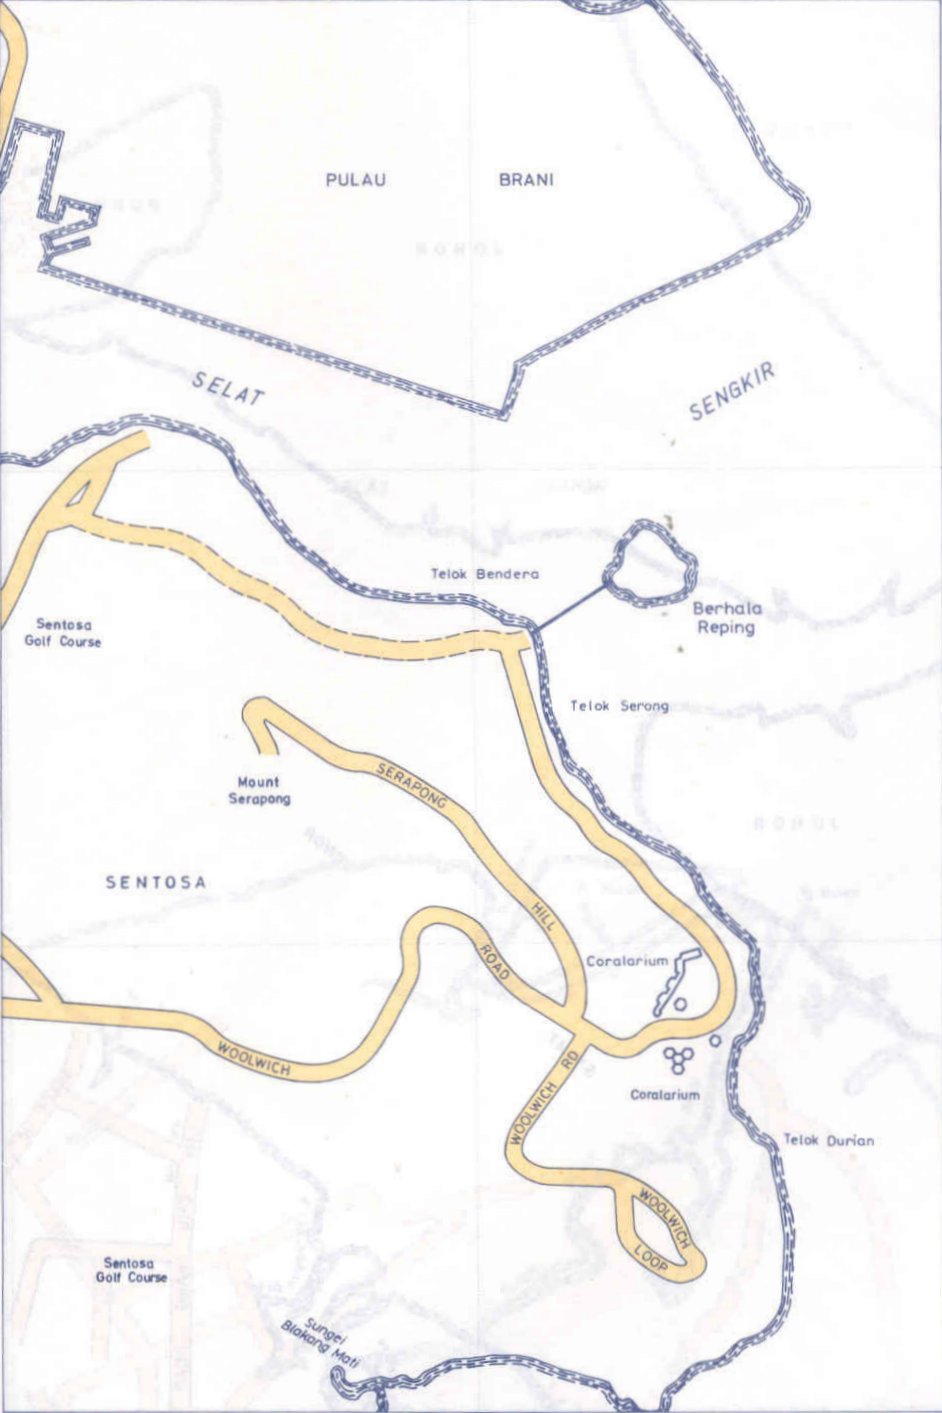 PULAU BRANI
SELAT SENGKIR
Telok Bendera
Berhala
Reping
Sentosa
Golf Course
Telok Serong
Mount
Serapong
SERAPONG
HILL
SENTOSA
ROAD
Coralarium
WOOLWICH
WOOLWICH RD
Coralarium
Telok Durian
WOOLWICH
LOOP
Sentosa
Golf Course
Sungei
Blakang Mati